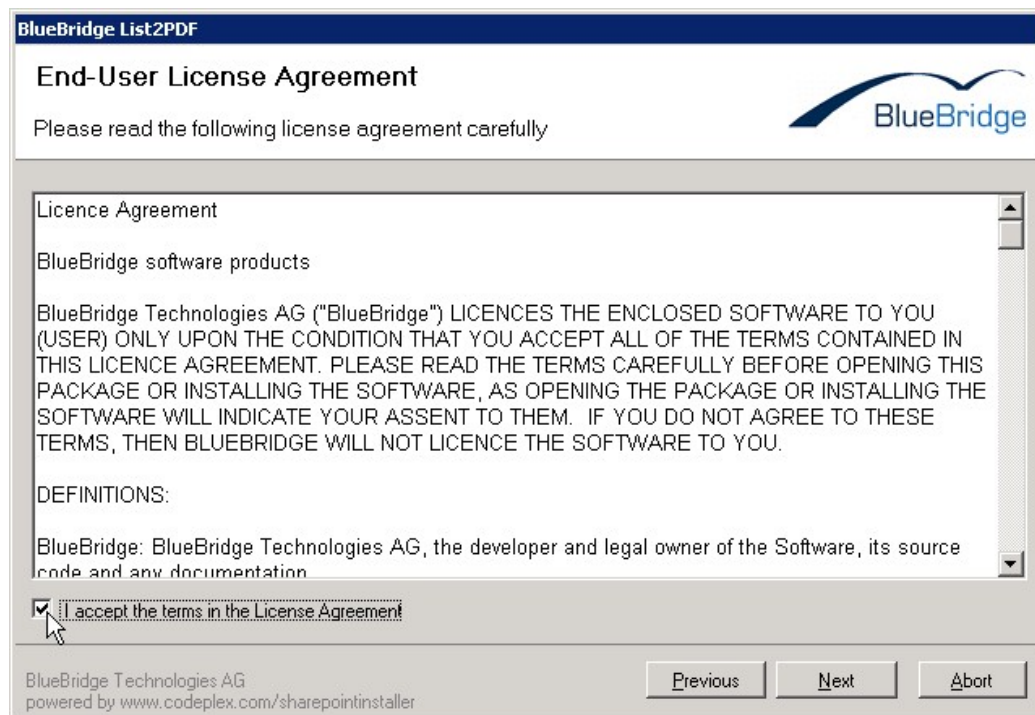 BlueBridge List2PDF
End-User License Agreement
Please read the following license agreement carefully
BlueBridge
Licence Agreement
BlueBridge software products
BlueBridge Technologies AG ("BlueBridge") LICENCES THE ENCLOSED SOFTWARE TO YOU
(USER) ONLY UPON THE CONDITION THAT YOU ACCEPT ALL OF THE TERMS CONTAINED IN
THIS LICENCE AGREEMENT. PLEASE READ THE TERMS CAREFULLY BEFORE OPENING THIS
PACKAGE OR INSTALLING THE SOFTWARE, AS OPENING THE PACKAGE OR INSTALLING THE
SOFTWARE WILL INDICATE YOUR ASSENT TO THEM.  IF YOU DO NOT AGREE TO THESE
TERMS, THEN BLUEBRIDGE WILL NOT LICENCE THE SOFTWARE TO YOU.
DEFINITIONS:
BlueBridge: BlueBridge Technologies AG, the developer and legal owner of the Software, its source
code and any documentation
I accept the terms in the License Agreement
BlueBridge Technologies AG
powered by www.codeplex.com/sharepointinstaller
Previous
Next
Abort